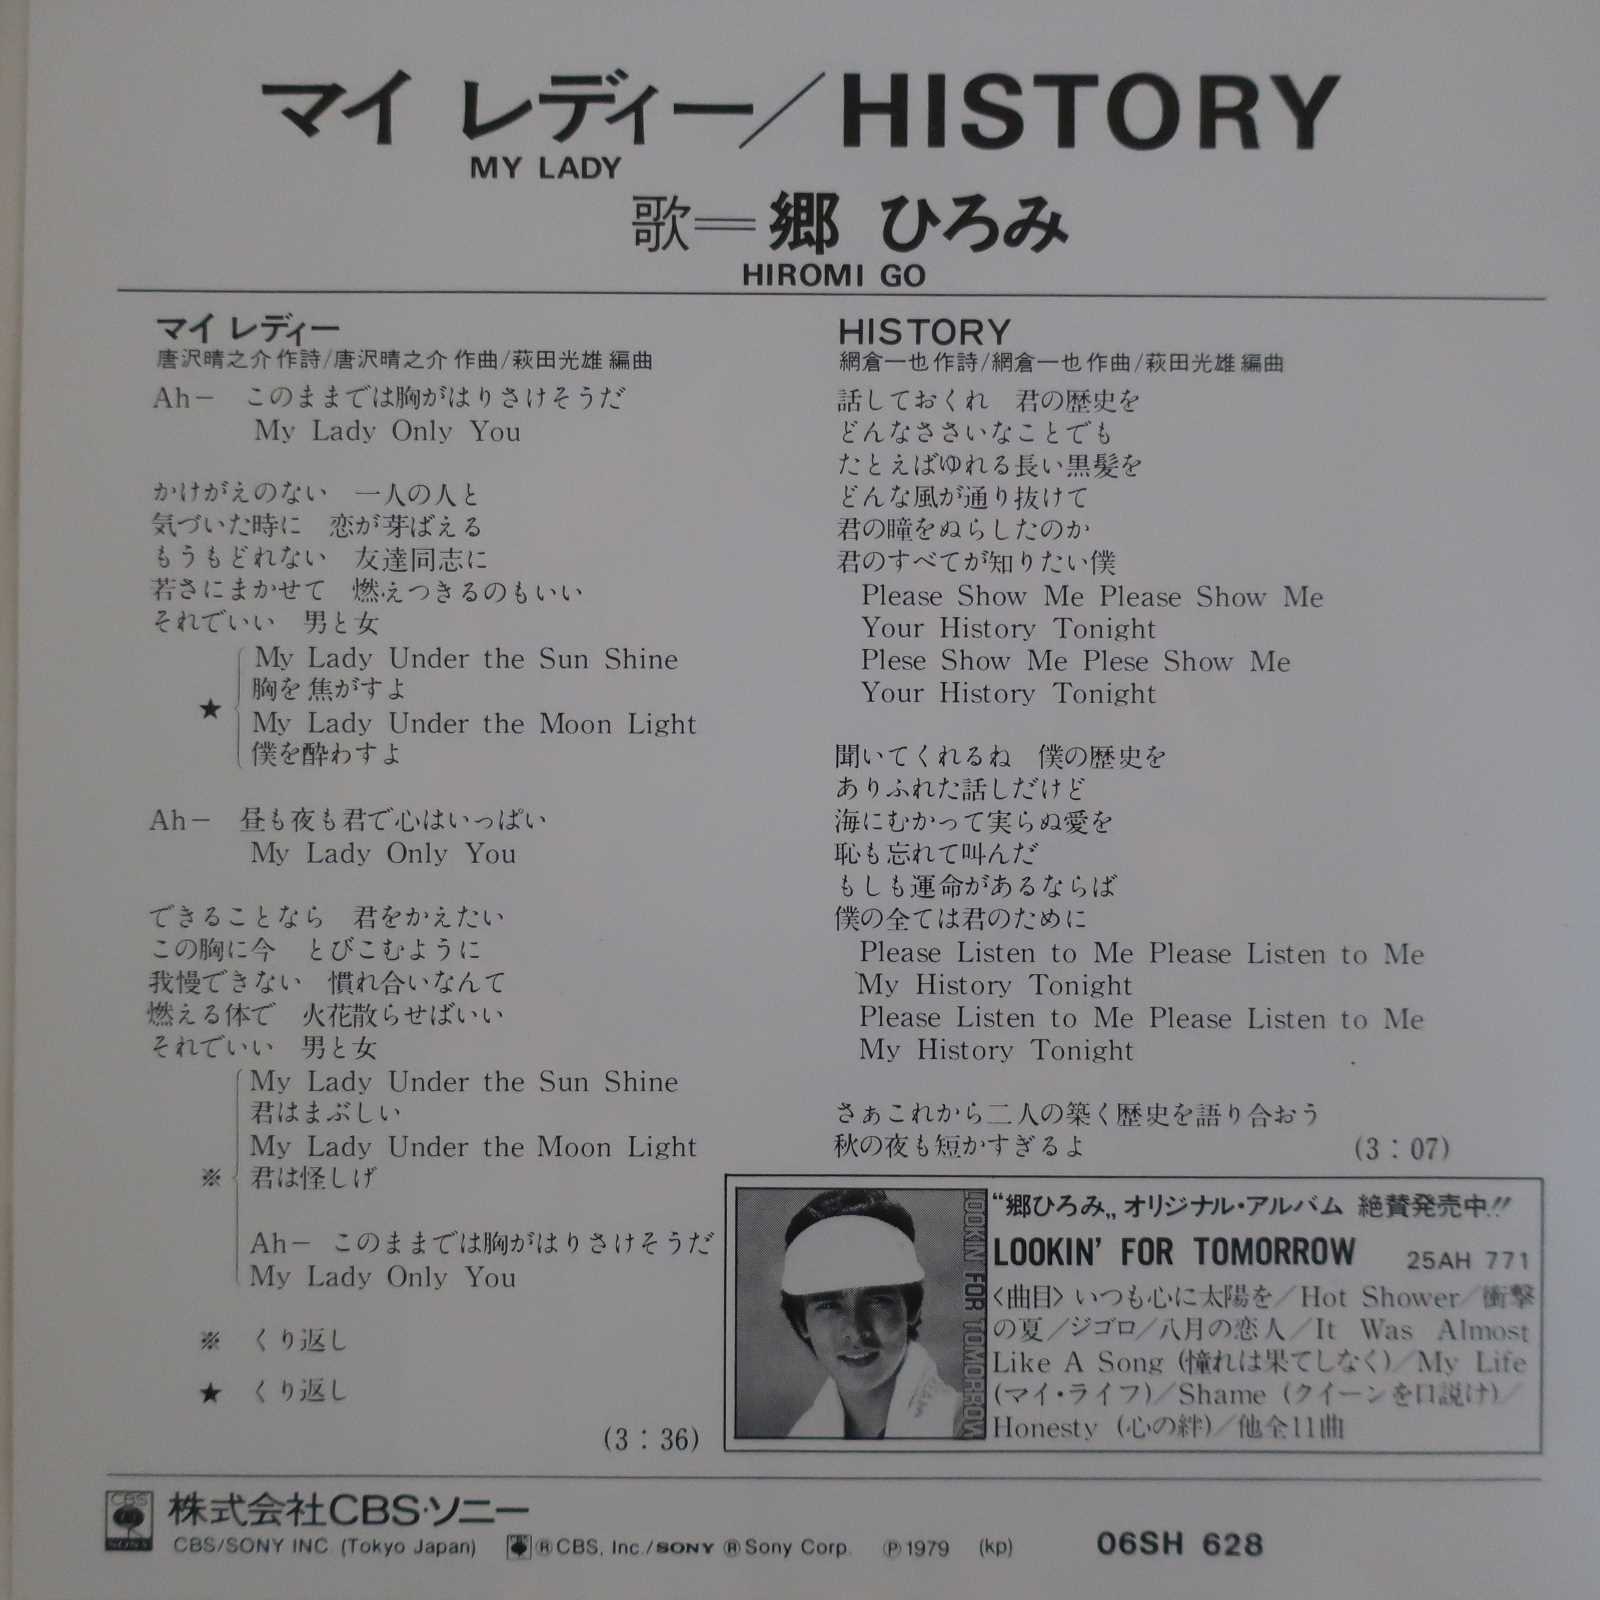 マイ レディー／HISTORY
MY LADY
歌＝郷 ひろみ
HIROMI GO
マイ レディー
唐沢晴之介 作詩/唐沢晴之介 作曲/萩田光雄 編曲
Ah－　このままでは胸がはりさけそうだ
My Lady Only You
かけがえのない　一人の人と
気づいた時に　恋が芽ばえる
もうもどれない　友達同志に
若さにまかせて　燃えつきるのもいい
それでいい　男と女
My Lady Under the Sun Shine
胸を焦がすよ
★
My Lady Under the Moon Light
僕を酔わすよ
Ah－　昼も夜も君で心はいっぱい
My Lady Only You
できることなら　君をかえたい
この胸に今　とびこむように
我慢できない　慣れ合いなんて
燃える体で　火花散らせばいい
それでいい　男と女
My Lady Under the Sun Shine
君はまぶしい
My Lady Under the Moon Light
※ 君は怪しげ
Ah－　このままでは胸がはりさけそうだ
My Lady Only You
※　くり返し
★　くり返し
(3：36)
HISTORY
網倉一也 作詩/網倉一也 作曲/萩田光雄 編曲
話しておくれ　君の歴史を
どんなささいなことでも
たとえばゆれる長い黒髪を
どんな風が通り抜けて
君の瞳をぬらしたのか
君のすべてが知りたい僕
Please Show Me Please Show Me
Your History Tonight
Plese Show Me Plese Show Me
Your History Tonight
聞いてくれるね　僕の歴史を
ありふれた話しだけど
海にむかって実らぬ愛を
恥も忘れて叫んだ
もしも運命があるならば
僕の全ては君のために
Please Listen to Me Please Listen to Me
My History Tonight
Please Listen to Me Please Listen to Me
My History Tonight
さぁこれから二人の築く歴史を語り合おう
秋の夜も短かすぎるよ
(3：07)
LOOKIN' FOR TOMORROW
“郷ひろみ„オリジナル・アルバム 絶賛発売中!!
LOOKIN' FOR TOMORROW 25AH 771
〈曲目〉いつも心に太陽を／Hot Shower／衝撃
の夏／ジゴロ／八月の恋人／It Was Almost
Like A Song (憧れは果てしなく)／My Life
(マイ・ライフ)／Shame (クイーンを口説け)／
Honesty (心の絆)／他全11曲
CBS
SONY
株式会社CBS・ソニー
CBS/SONY INC. (Tokyo Japan) ®CBS, Inc./SONY ®Sony Corp. ℗1979 (kp) 06SH 628